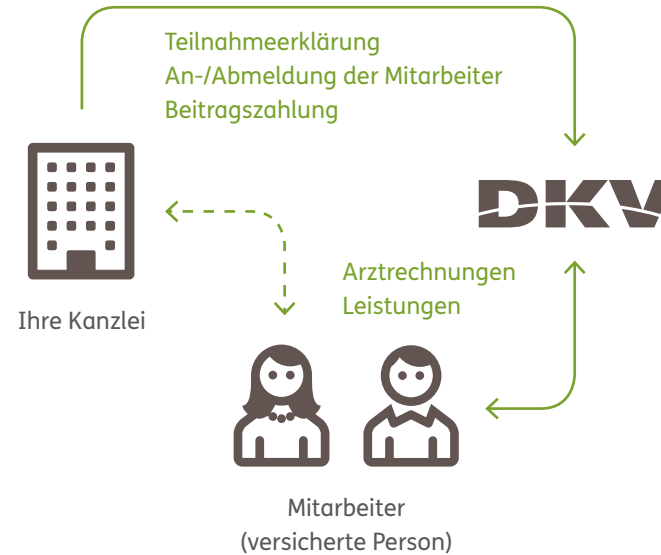 Teilnahmeerklärung
An-/Abmeldung der Mitarbeiter
Beitragszahlung
DKV
Ihre Kanzlei
Arztrechnungen
Leistungen
Mitarbeiter
(versicherte Person)